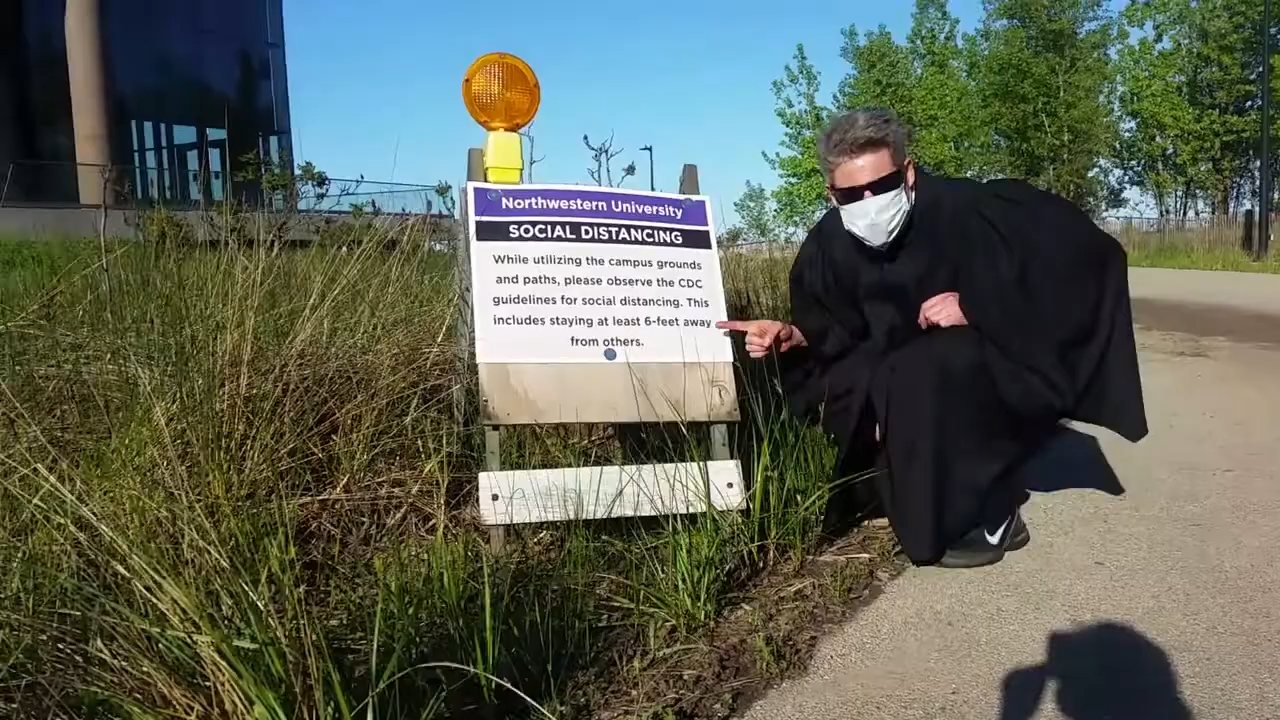 Northwestern University
SOCIAL DISTANCING
While utilizing the campus grounds
and paths, please observe the CDC
guidelines for social distancing. This
includes staying at least 6-feet away
from others.